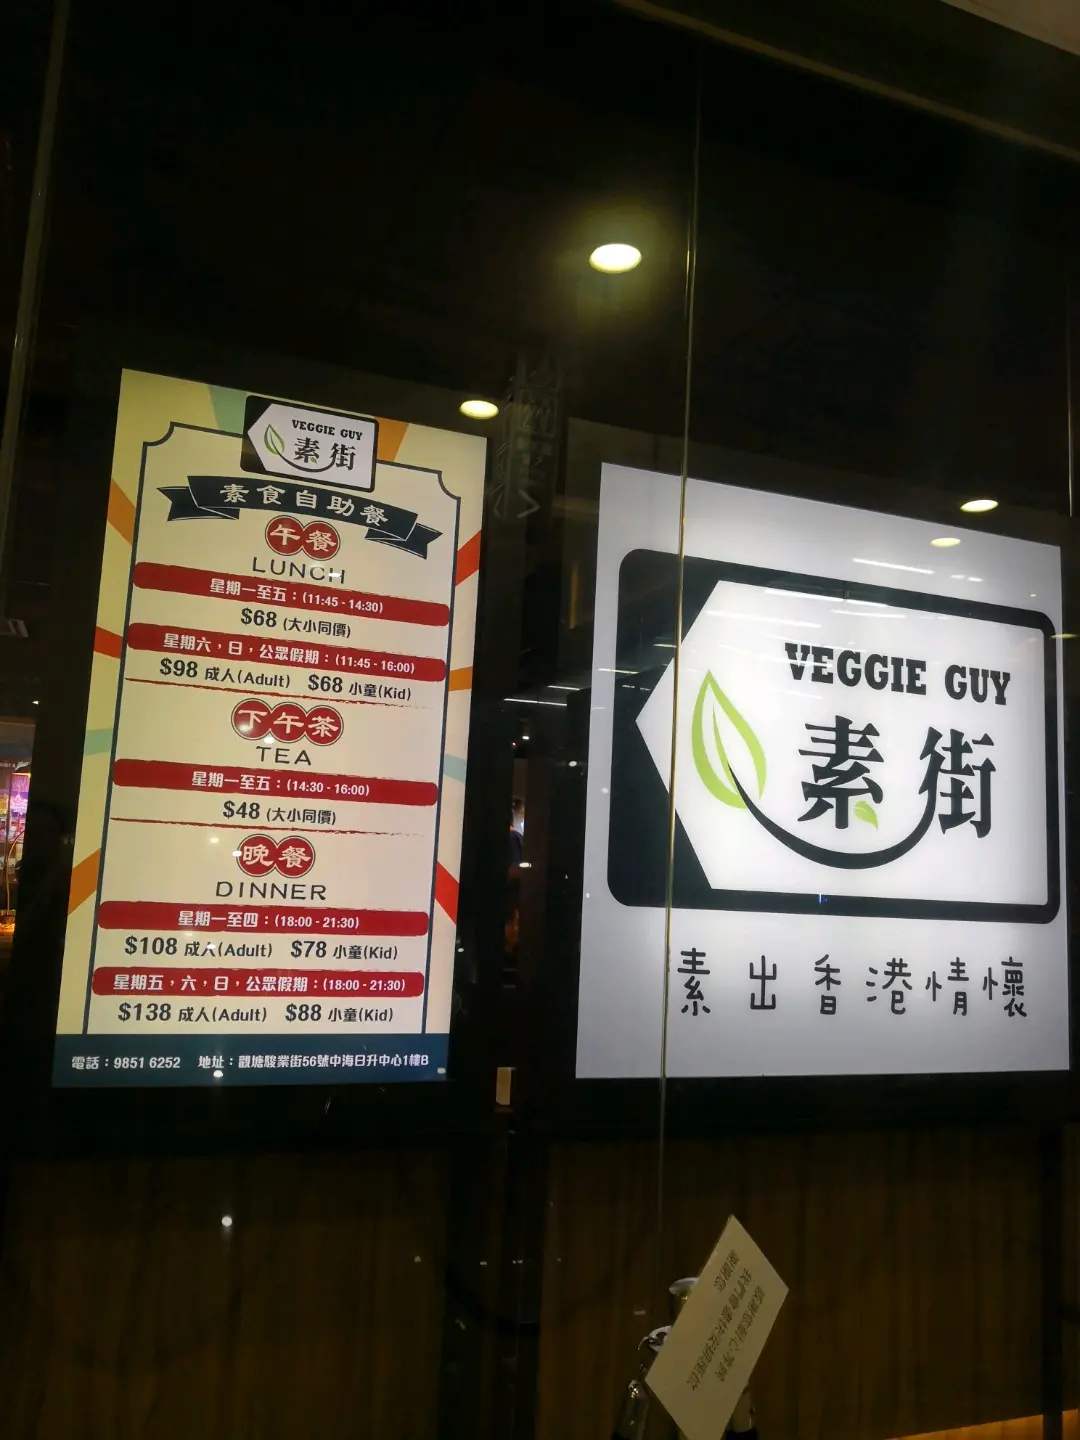 VEGGIE GUY
素街
素食自助餐
午餐
LUNCH
星期一至五：(11:45 - 14:30)
$68 (大小同價)
星期六，日，公眾假期：(11:45 - 16:00)
$98 成人(Adult) $68 小童(Kid)
下午茶
TEA
星期一至五：(14:30 - 16:00)
$48 (大小同價)
晚餐
DINNER
星期一至四：(18:00 - 21:30)
$108 成人(Adult) $78 小童(Kid)
星期五，六，日，公眾假期：(18:00 - 21:30)
$138 成人(Adult) $88 小童(Kid)
電話：9851 6252 地址：觀塘駿業街56號中海日升中心1樓B
VEGGIE GUY
素街
素出香港情懷